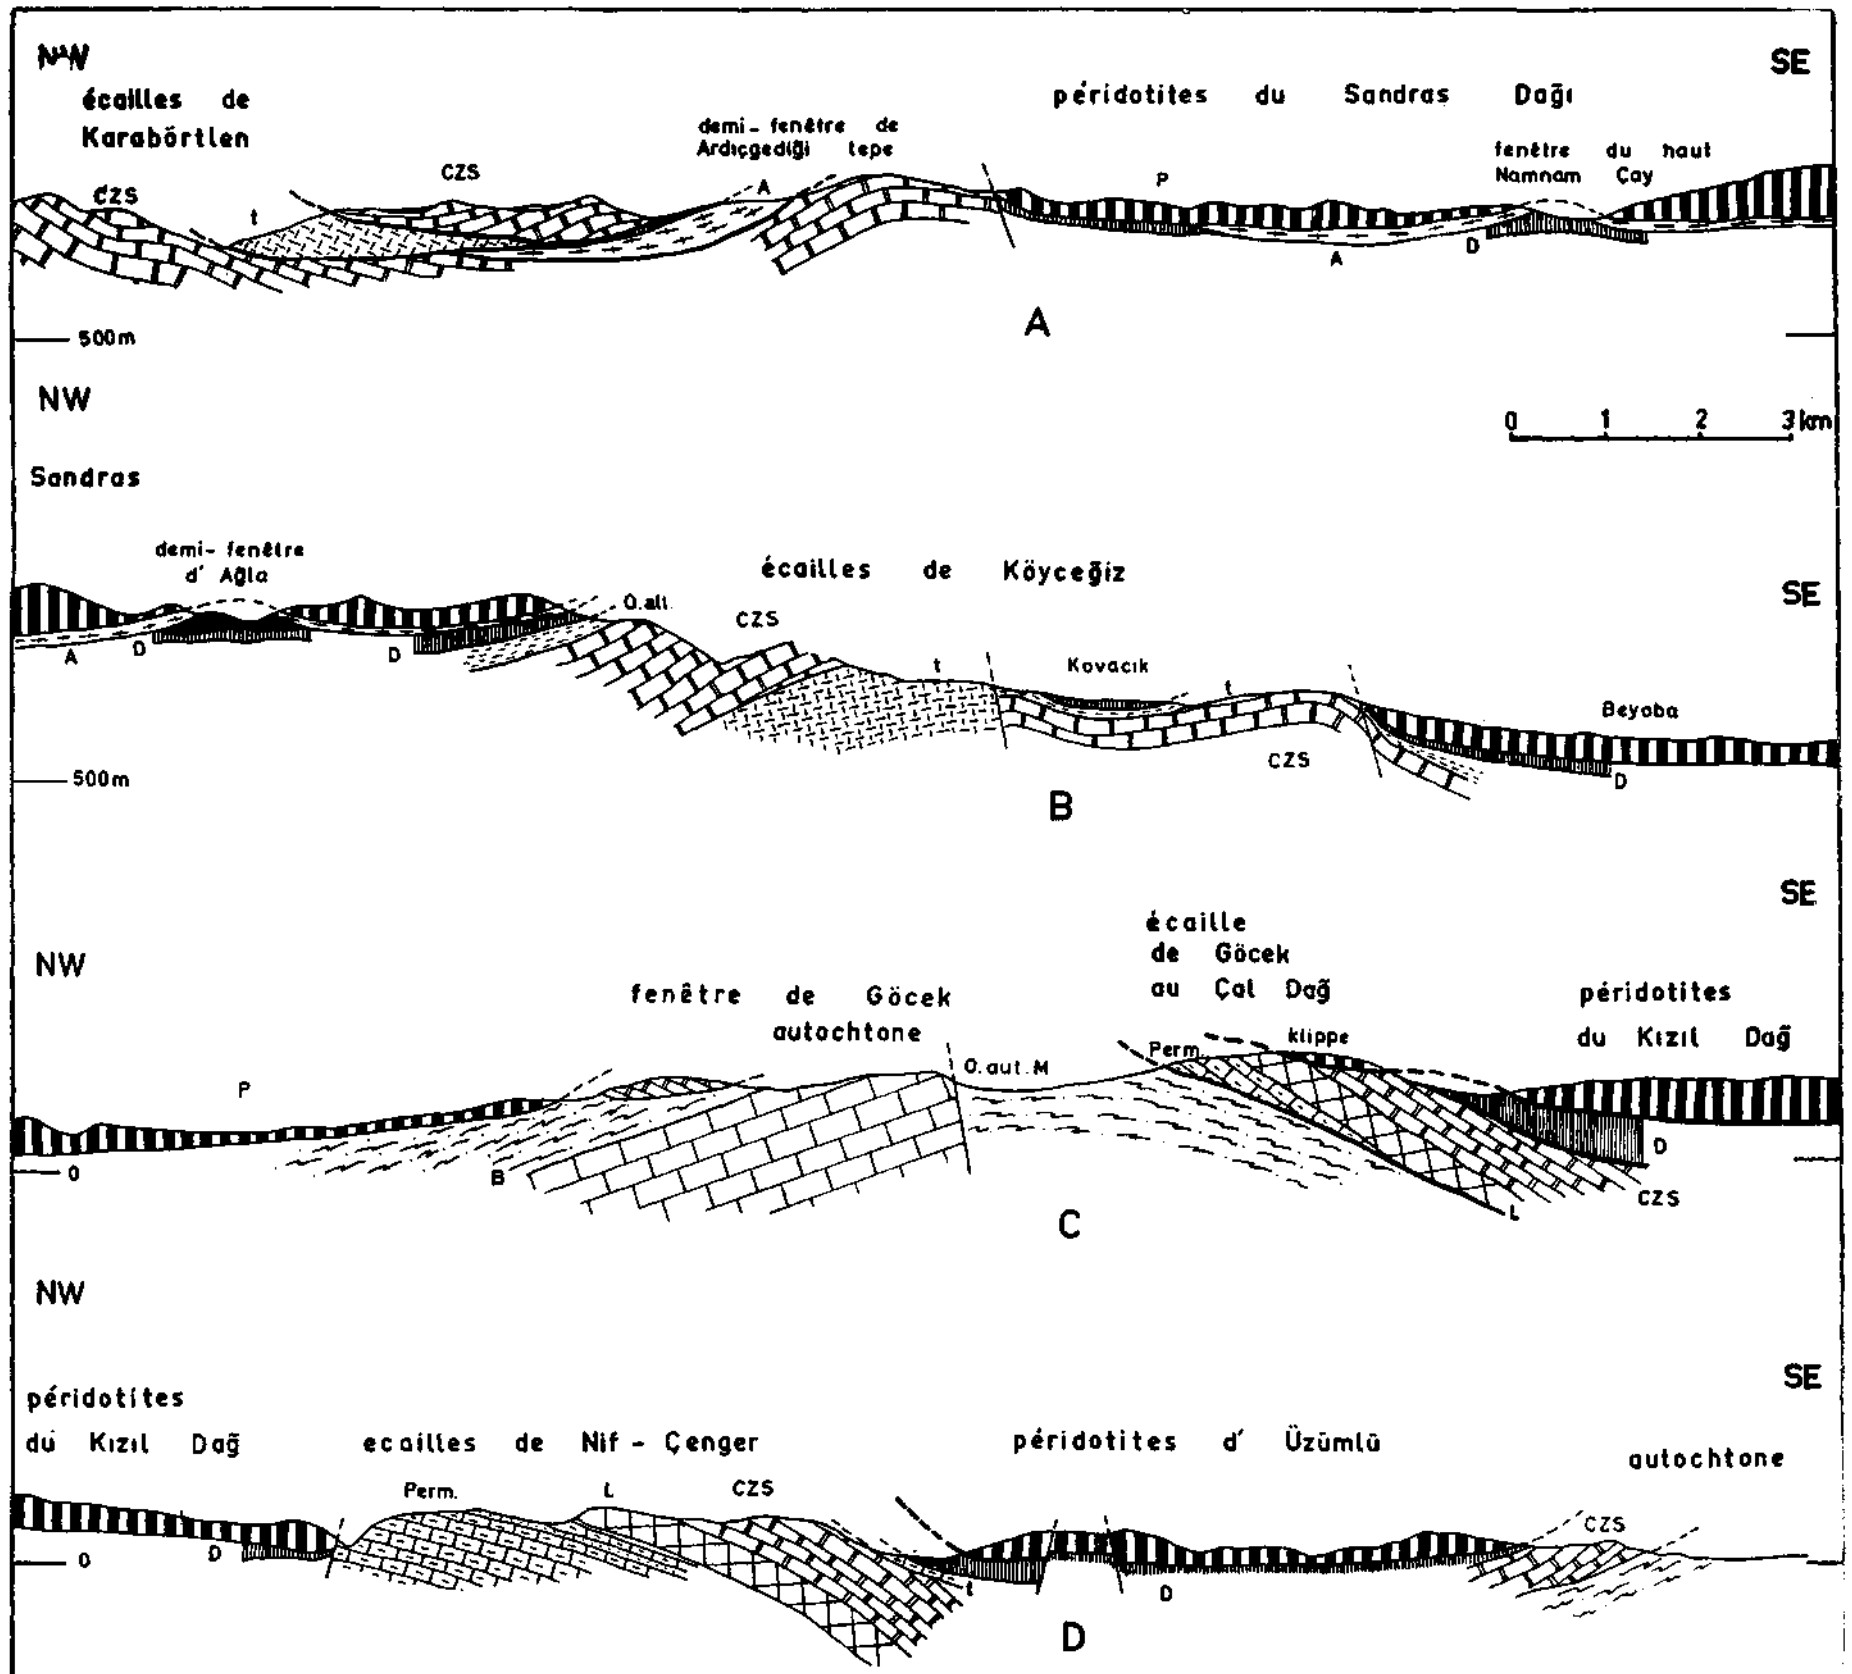 NW
SE
écailles de
Karabörtlen
péridotites du Sandras Dağı
demi-fenêtre de
Ardıçgediği tepe
fenêtre du haut
Namnam Çay
CZS
CZS
t
A
P
D
A
A
500m
NW
0 1 2 3 km
Sandras
demi-fenêtre
d' Ağla
écailles de Köyceğiz
SE
O.all.
CZS
A
D
D
t
Kovacık
t
Beyoba
CZS
D
500m
B
SE
NW
écaille
de Göcek
au Çal Dağ
fenêtre de Göcek
autochtone
péridotites
du Kızıl Dağ
klippe
Perm.
O.aut.M
P
B
0
D
CZS
L
C
NW
SE
péridotites
du Kızıl Dağ
ecailles de Nif - Çenger
péridotites d' Üzümlü
autochtone
Perm.
L
CZS
CZS
D
0
t
D
D